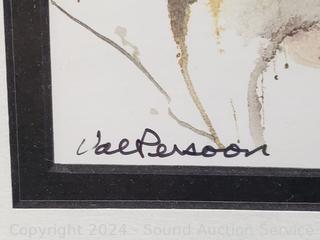 Val Persoon
Copyright 2024 - Sound Auction Service